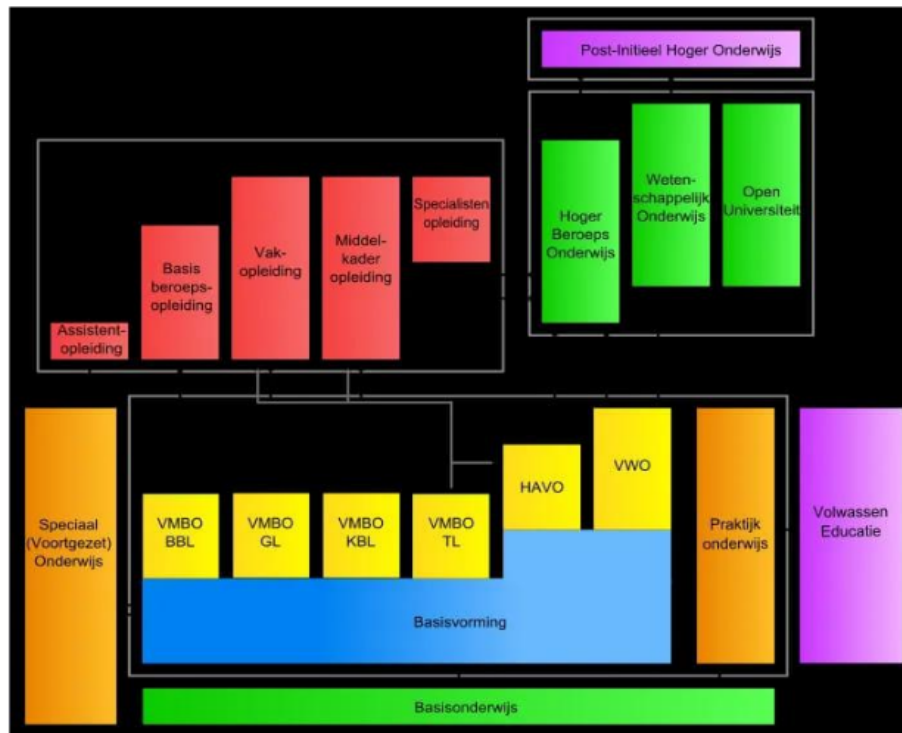 Post-Initieel Hoger Onderwijs
Hoger
Beroeps
Onderwijs
Weten-
schappelijk
Onderwijs
Open
Universiteit
Assistent-
opleiding
Basis
beroeps-
opleiding
Vak-
opleiding
Middel-
kader
opleiding
Specialisten
opleiding
Speciaal
(Voortgezet)
Onderwijs
VMBO
BBL
VMBO
GL
VMBO
KBL
VMBO
TL
HAVO
VWO
Praktijk
onderwijs
Volwassen
Educatie
Basisvorming
Basisonderwijs